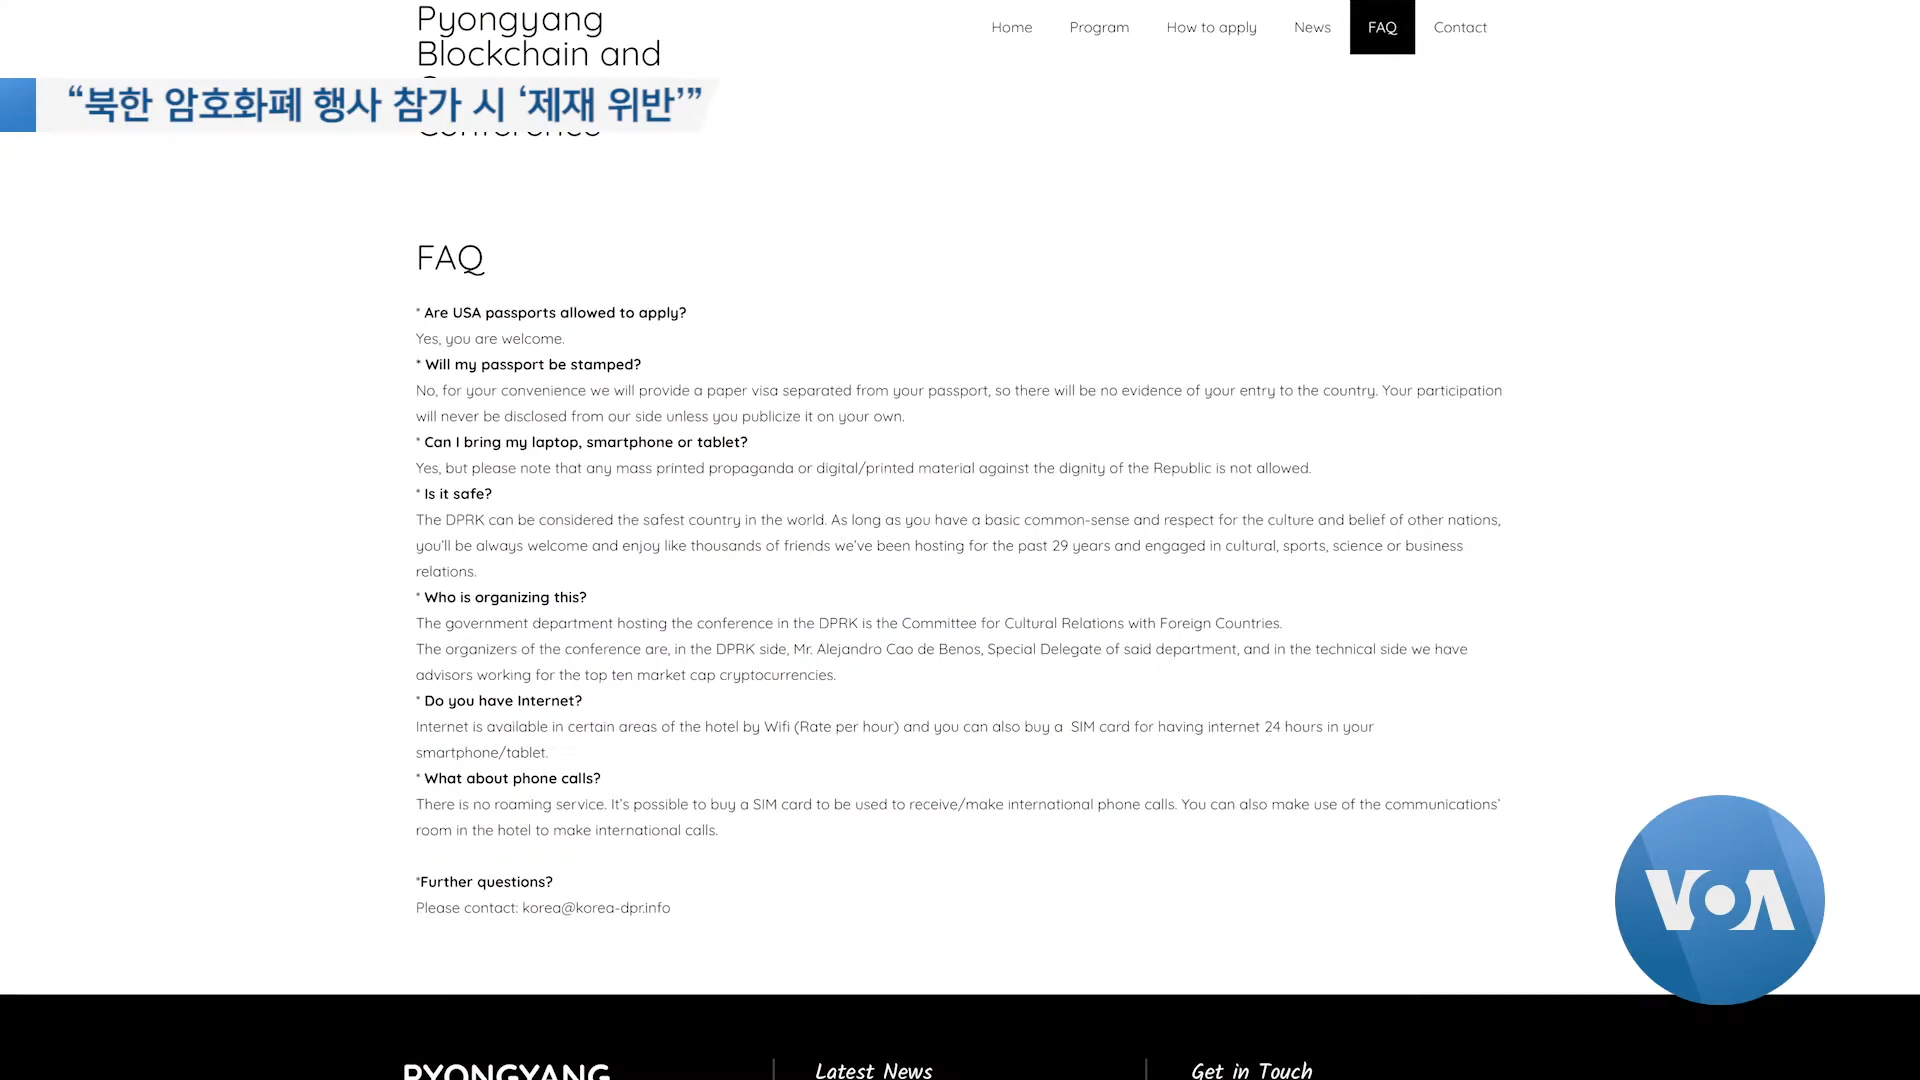 Pyongyang
Blockchain and
Conference
Home Program How to apply News FAQ Contact
“북한 암호화폐 행사 참가 시 ‘제재 위반’”
FAQ
* Are USA passports allowed to apply?
Yes, you are welcome.
* Will my passport be stamped?
No, for your convenience we will provide a paper visa separated from your passport, so there will be no evidence of your entry to the country. Your participation
will never be disclosed from our side unless you publicize it on your own.
* Can I bring my laptop, smartphone or tablet?
Yes, but please note that any mass printed propaganda or digital/printed material against the dignity of the Republic is not allowed.
* Is it safe?
The DPRK can be considered the safest country in the world. As long as you have a basic common-sense and respect for the culture and belief of other nations,
you’ll be always welcome and enjoy like thousands of friends we’ve been hosting for the past 29 years and engaged in cultural, sports, science or business
relations.
* Who is organizing this?
The government department hosting the conference in the DPRK is the Committee for Cultural Relations with Foreign Countries.
The organizers of the conference are, in the DPRK side, Mr. Alejandro Cao de Benos, Special Delegate of said department, and in the technical side we have
advisors working for the top ten market cap cryptocurrencies.
* Do you have Internet?
Internet is available in certain areas of the hotel by Wifi (Rate per hour) and you can also buy a SIM card for having internet 24 hours in your
smartphone/tablet.
* What about phone calls?
There is no roaming service. It’s possible to buy a SIM card to be used to receive/make international phone calls. You can also make use of the communications’
room in the hotel to make international calls.
*Further questions?
Please contact: korea@korea-dpr.info
VOA
PYONGYANG
Latest News
Get in Touch